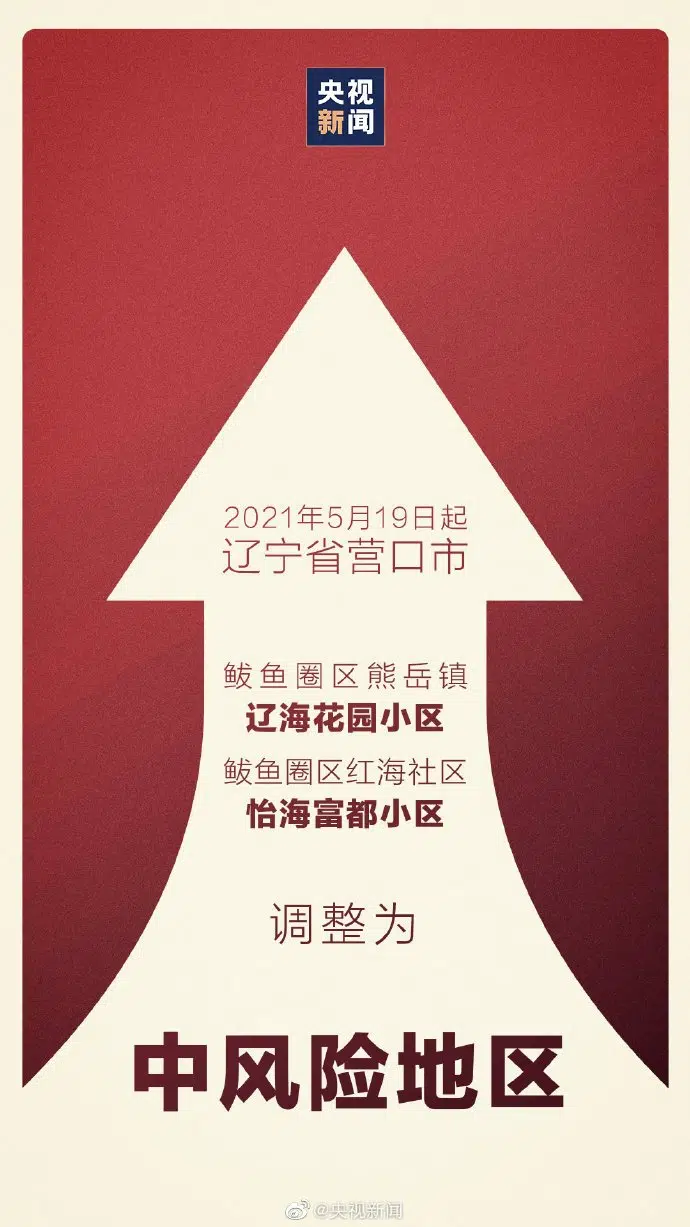 央视
新闻
2021年5月19日起
辽宁省营口市
鲅鱼圈区熊岳镇
辽海花园小区
鲅鱼圈区红海社区
怡海富都小区
调整为
中风险地区
@央视新闻